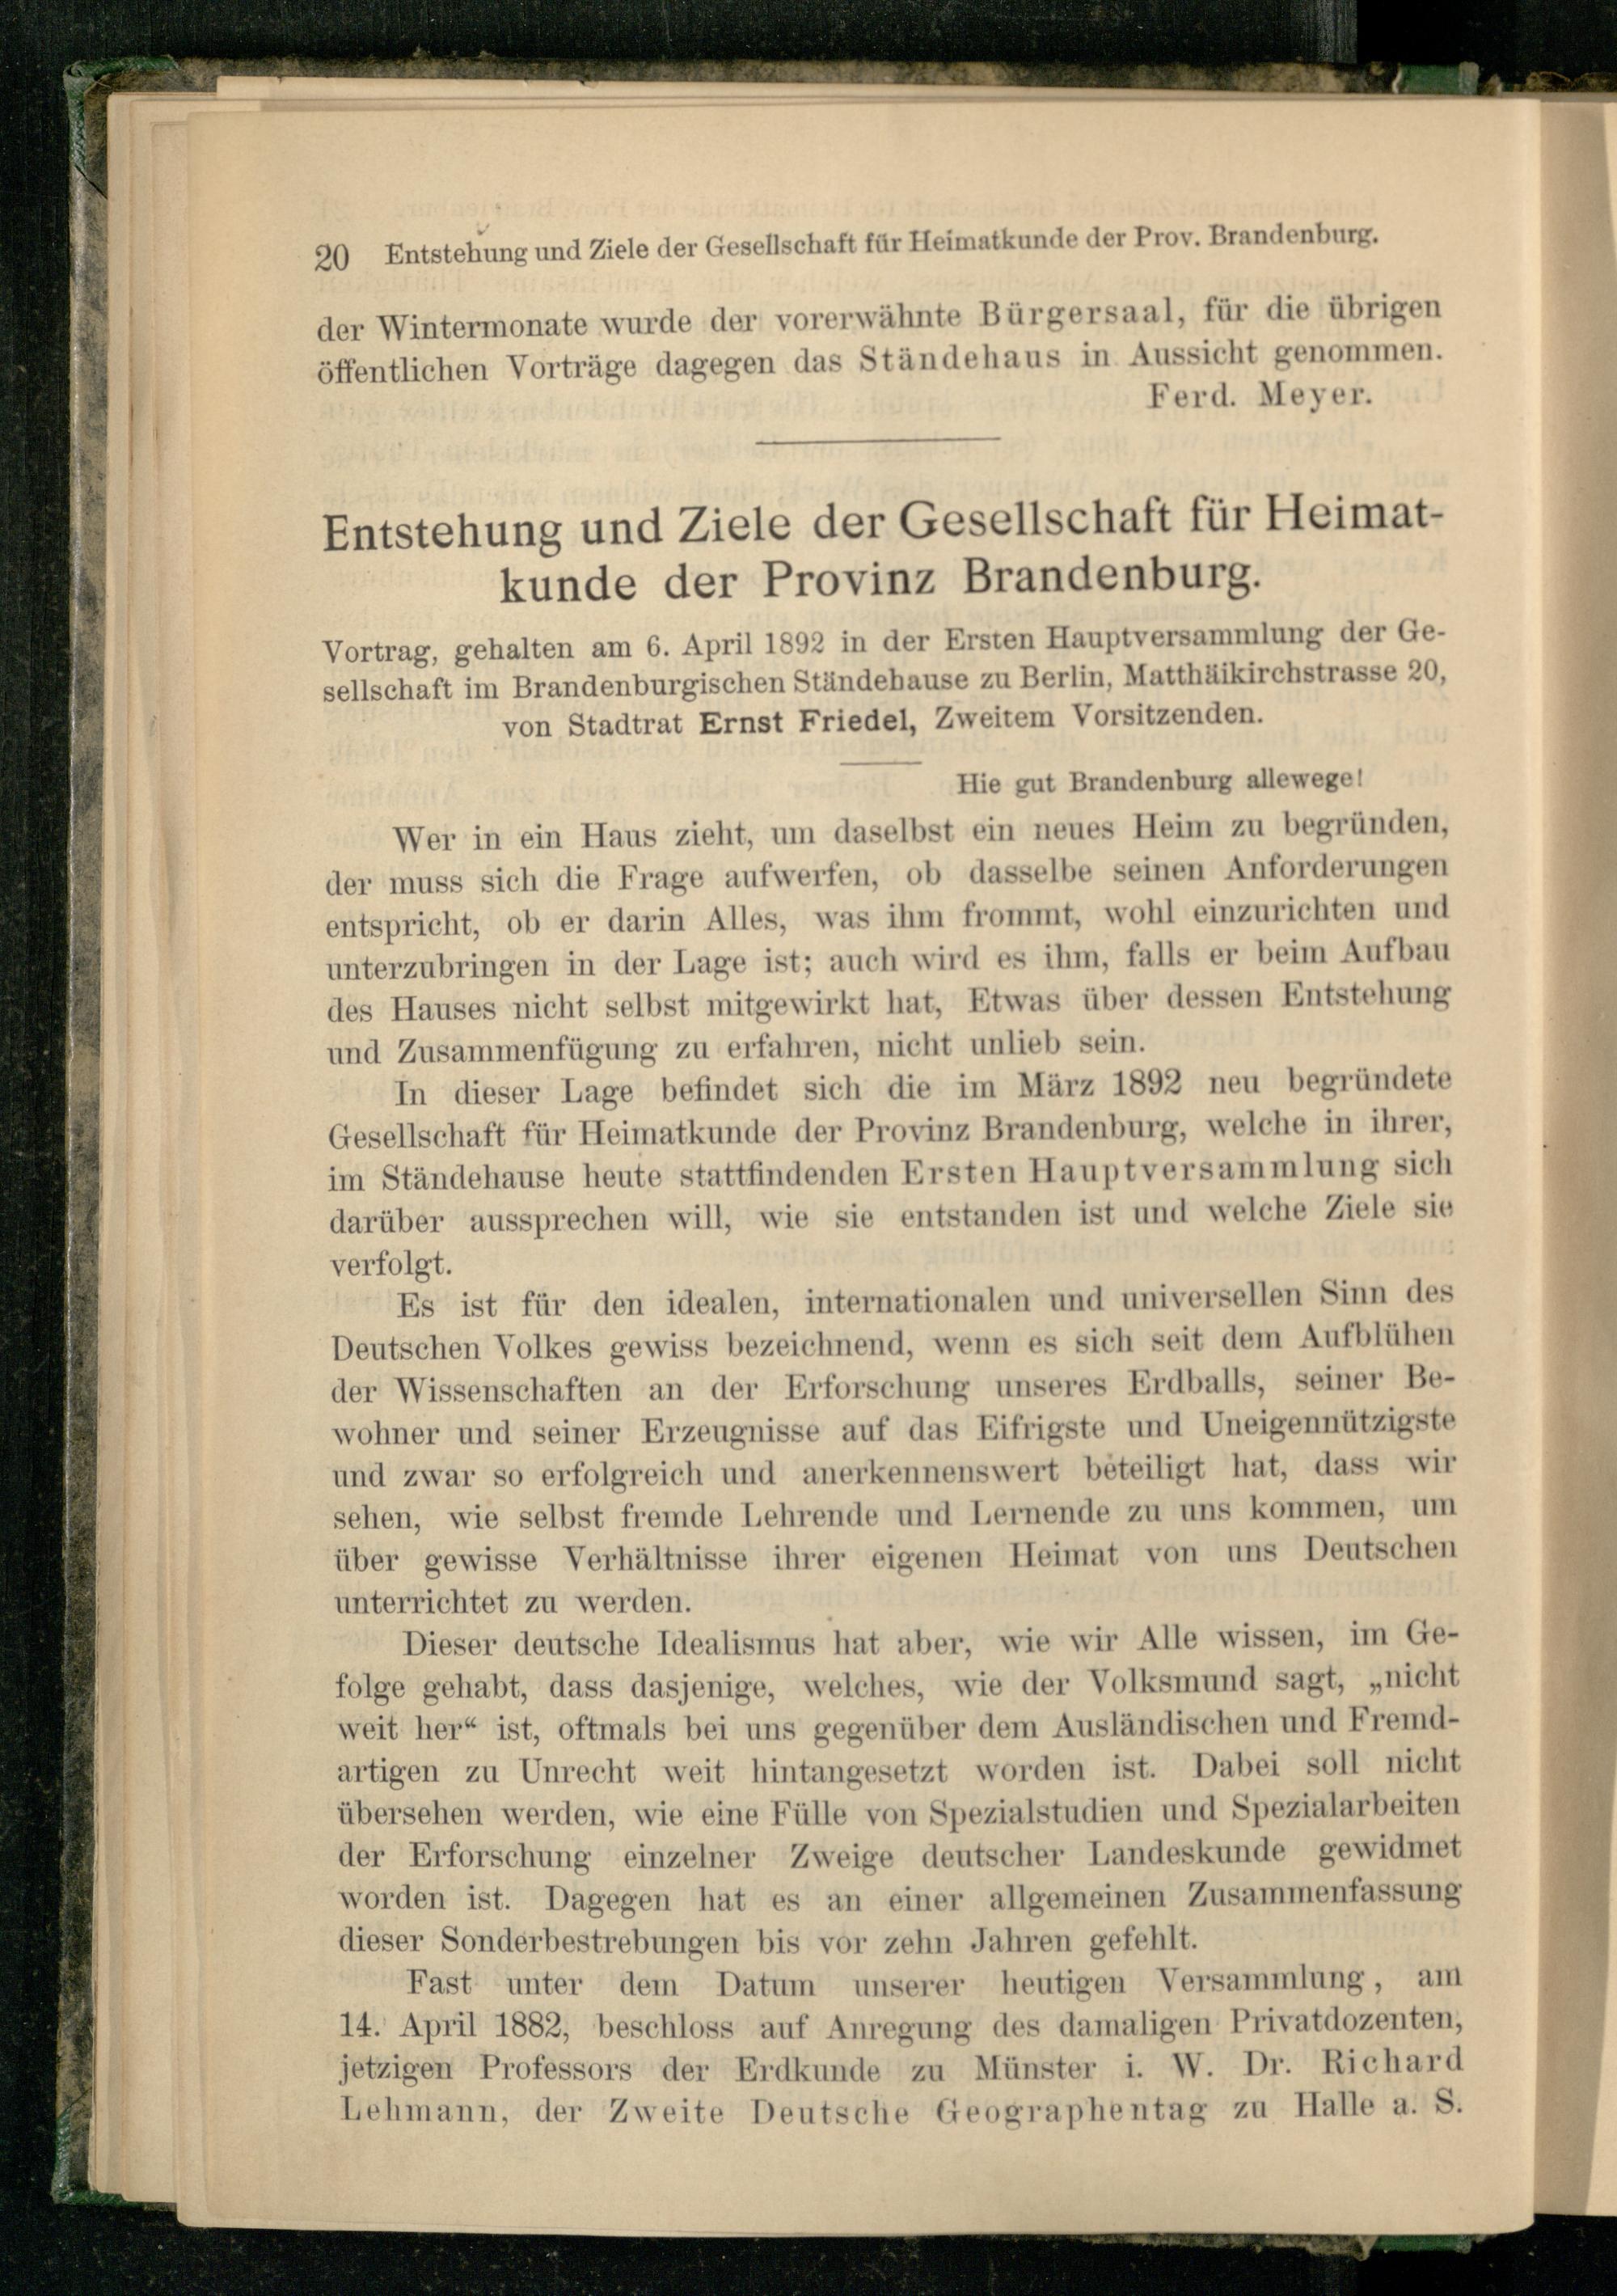 20 Entstehung und Ziele der Gesellschaft für Heimatkunde der Prov. Brandenburg.
der Wintermonate wurde der vorerwähnte Bürgersaal, für die übrigen
öffentlichen Vorträge dagegen das Ständehaus in Aussicht genommen.
Ferd. Meyer.
Entstehung und Ziele der Gesellschaft für Heimat-
kunde der Provinz Brandenburg.
Vortrag, gehalten am 6. April 1892 in der Ersten Hauptversammlung der Ge-
sellschaft im Brandenburgischen Ständehause zu Berlin, Matthäikirchstrasse 20,
von Stadtrat Ernst Friedel, Zweitem Vorsitzenden.
Hie gut Brandenburg allewege!
Wer in ein Haus zieht, um daselbst ein neues Heim zu begründen,
der muss sich die Frage aufwerfen, ob dasselbe seinen Anforderungen
entspricht, ob er darin Alles, was ihm frommt, wohl einzurichten und
unterzubringen in der Lage ist; auch wird es ihm, falls er beim Aufbau
des Hauses nicht selbst mitgewirkt hat, Etwas über dessen Entstehung
und Zusammenfügung zu erfahren, nicht unlieb sein.
In dieser Lage befindet sich die im März 1892 neu begründete
Gesellschaft für Heimatkunde der Provinz Brandenburg, welche in ihrer,
im Ständehause heute stattfindenden Ersten Hauptversammlung sich
darüber aussprechen will, wie sie entstanden ist und welche Ziele sie
verfolgt.
Es ist für den idealen, internationalen und universellen Sinn des
Deutschen Volkes gewiss bezeichnend, wenn es sich seit dem Aufblühen
der Wissenschaften an der Erforschung unseres Erdballs, seiner Be-
wohner und seiner Erzeugnisse auf das Eifrigste und Uneigennützigste
und zwar so erfolgreich und anerkennenswert beteiligt hat, dass wir
sehen, wie selbst fremde Lehrende und Lernende zu uns kommen, um
über gewisse Verhältnisse ihrer eigenen Heimat von uns Deutschen
unterrichtet zu werden.
Dieser deutsche Idealismus hat aber, wie wir Alle wissen, im Ge-
folge gehabt, dass dasjenige, welches, wie der Volksmund sagt, „nicht
weit her“ ist, oftmals bei uns gegenüber dem Ausländischen und Fremd-
artigen zu Unrecht weit hintangesetzt worden ist. Dabei soll nicht
übersehen werden, wie eine Fülle von Spezialstudien und Spezialarbeiten
der Erforschung einzelner Zweige deutscher Landeskunde gewidmet
worden ist. Dagegen hat es an einer allgemeinen Zusammenfassung
dieser Sonderbestrebungen bis vor zehn Jahren gefehlt.
Fast unter dem Datum unserer heutigen Versammlung, am
14. April 1882, beschloss auf Anregung des damaligen Privatdozenten,
jetzigen Professors der Erdkunde zu Münster i. W. Dr. Richard
Lehmann, der Zweite Deutsche Geographentag zu Halle a. S.